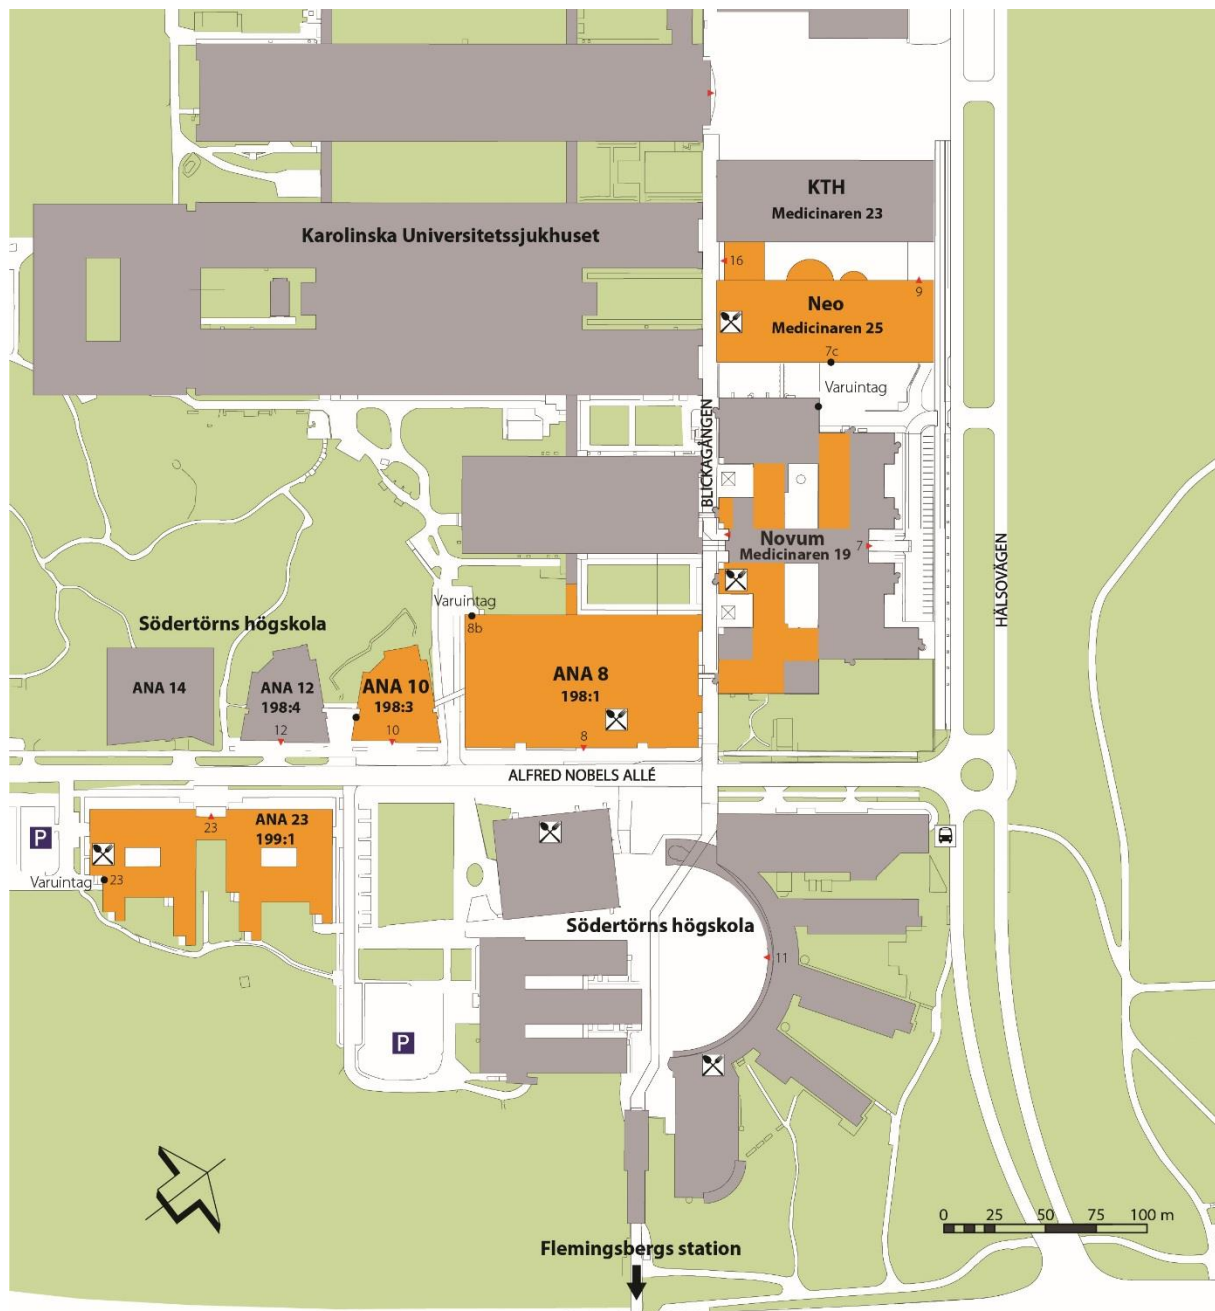 KTH
Medicinaren 23
Karolinska Universitetssjukhuset
16
9
Neo
Medicinaren 25
7c
Varuintag
BLICKAGÅNGEN
Novum
Medicinaren 19
7
HÄLSOVÄGEN
Varuintag
8b
Södertörns högskola
ANA 14
ANA 12
198:4
12
ANA 10
198:3
10
ANA 8
198:1
8
ALFRED NOBELS ALLÉ
ANA 23
199:1
23
P
Varuintag
23
Södertörns högskola
11
P
0 25 50 75 100 m
Flemingsbergs station